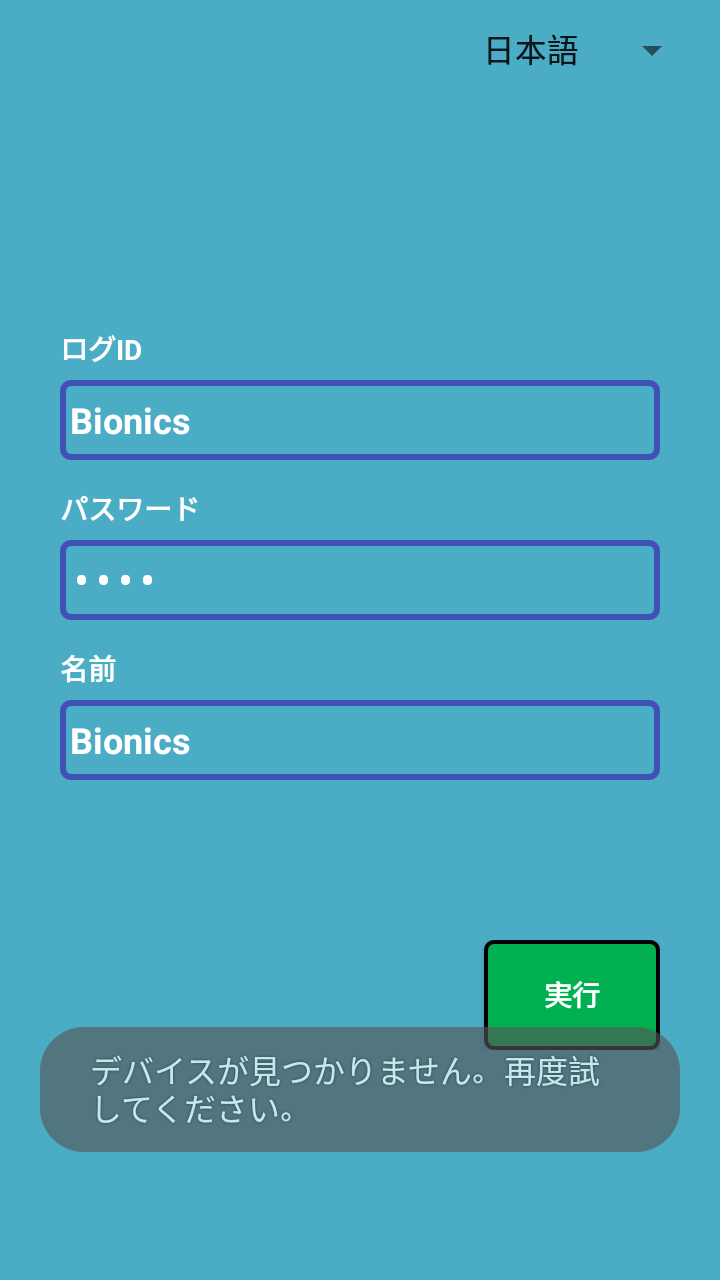 日本語
ログID
Bionics
パスワード
••••
名前
Bionics
実行
デバイスが見つかりません。再度試
してください。